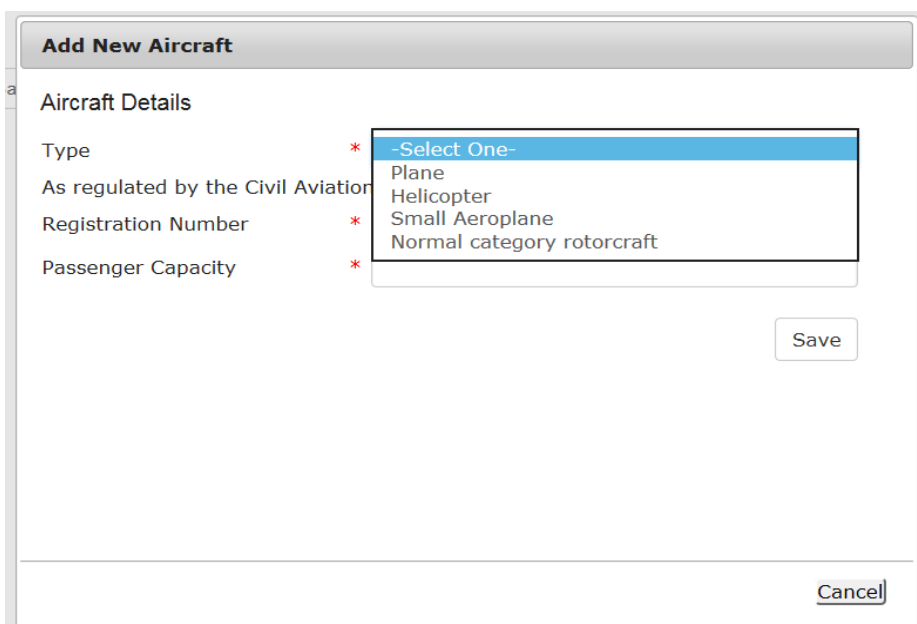 Add New Aircraft
a
Aircraft Details
Type * -Select One-
Plane
As regulated by the Civil Aviation
Helicopter
Registration Number * Small Aeroplane
Normal category rotorcraft
Passenger Capacity *
Save
Cancel